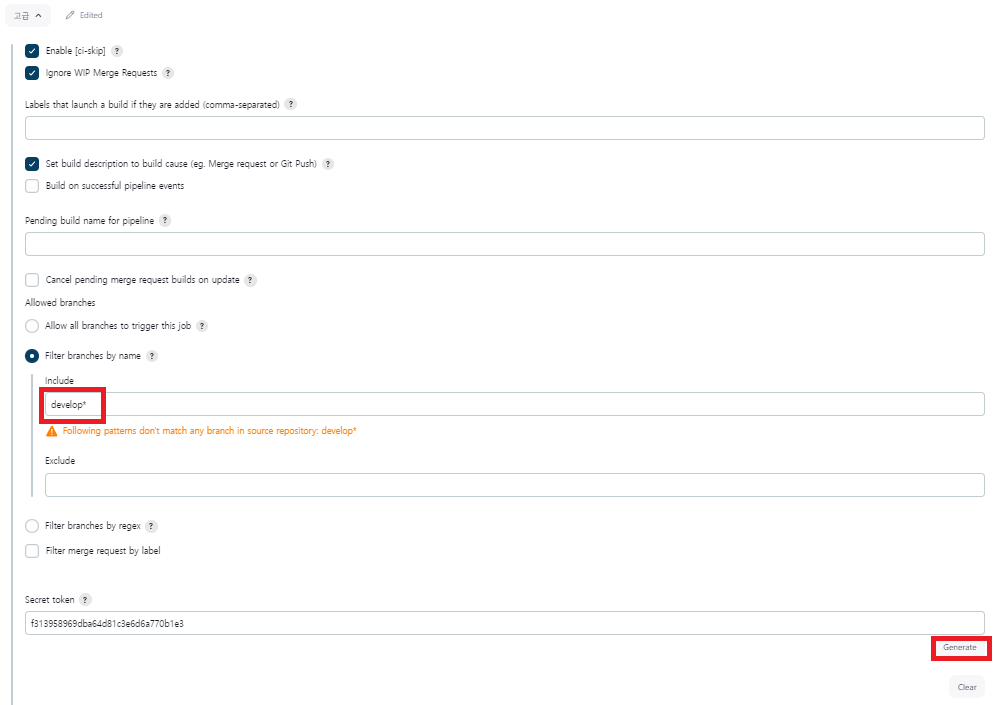 고급
Edited
Enable [ci-skip] ?
Ignore WIP Merge Requests ?
Labels that launch a build if they are added (comma-separated) ?
Set build description to build cause (eg. Merge request or Git Push) ?
Build on successful pipeline events
Pending build name for pipeline ?
Cancel pending merge request builds on update ?
Allowed branches
Allow all branches to trigger this job ?
Filter branches by name ?
Include
develop*
Following patterns don't match any branch in source repository: develop*
Exclude
Filter branches by regex ?
Filter merge request by label
Secret token ?
f313958969dba64d81c3e6d6a770b1e3
Generate
Clear